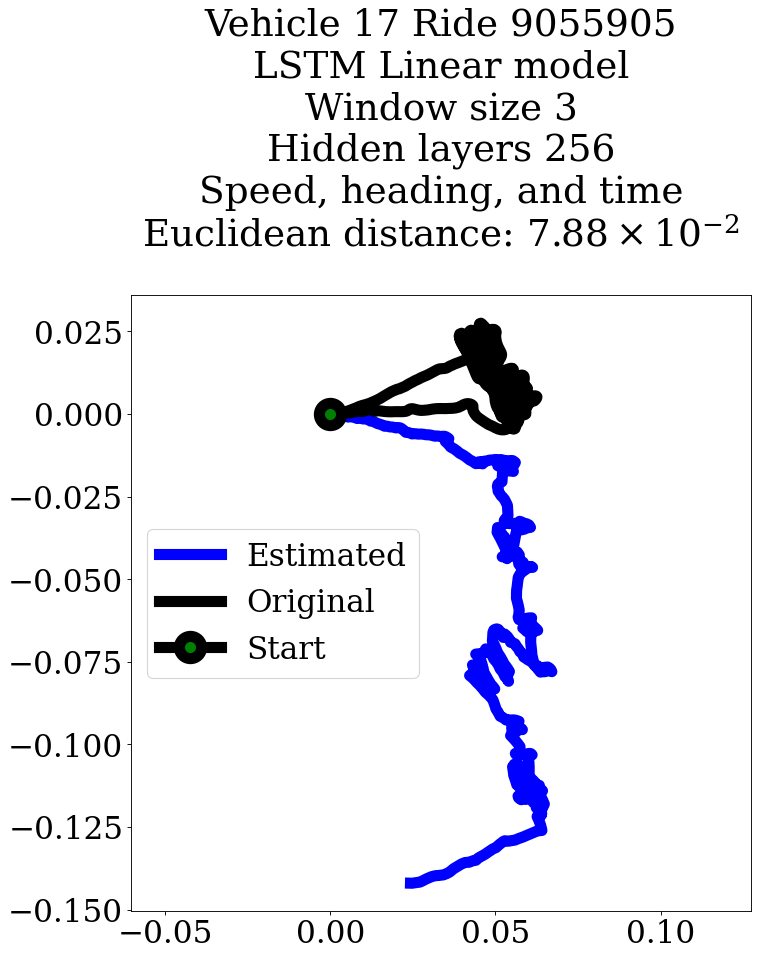 Vehicle 17 Ride 9055905
LSTM Linear model
Window size 3
Hidden layers 256
Speed, heading, and time
Euclidean distance: 7.88 × 10⁻²
0.025
0.000
−0.025
−0.050
−0.075
−0.100
−0.125
−0.150
Estimated
Original
Start
−0.05 0.00 0.05 0.10